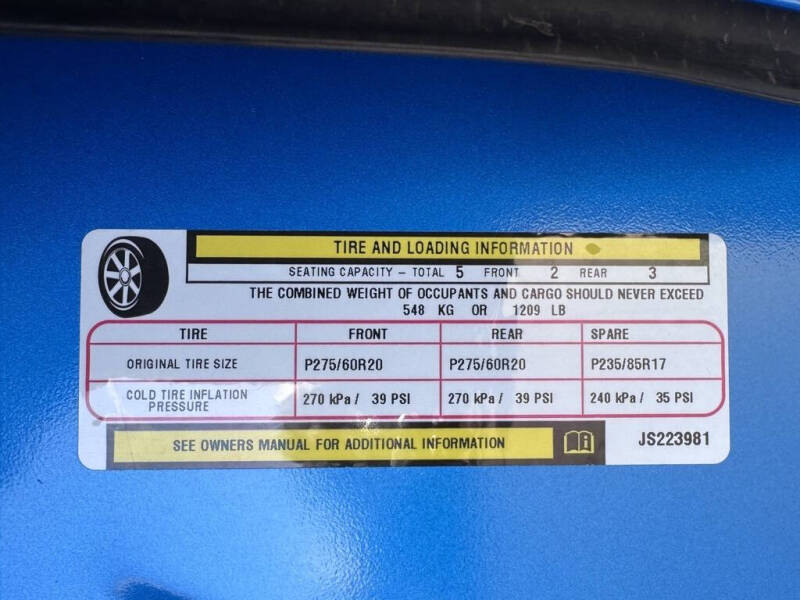 TIRE AND LOADING INFORMATION
SEATING CAPACITY – TOTAL 5 FRONT 2 REAR 3
THE COMBINED WEIGHT OF OCCUPANTS AND CARGO SHOULD NEVER EXCEED
548 KG OR 1209 LB
TIRE FRONT REAR SPARE
ORIGINAL TIRE SIZE P275/60R20 P275/60R20 P235/85R17
COLD TIRE INFLATION PRESSURE 270 kPa / 39 PSI 270 kPa / 39 PSI 240 kPa / 35 PSI
SEE OWNERS MANUAL FOR ADDITIONAL INFORMATION JS223981